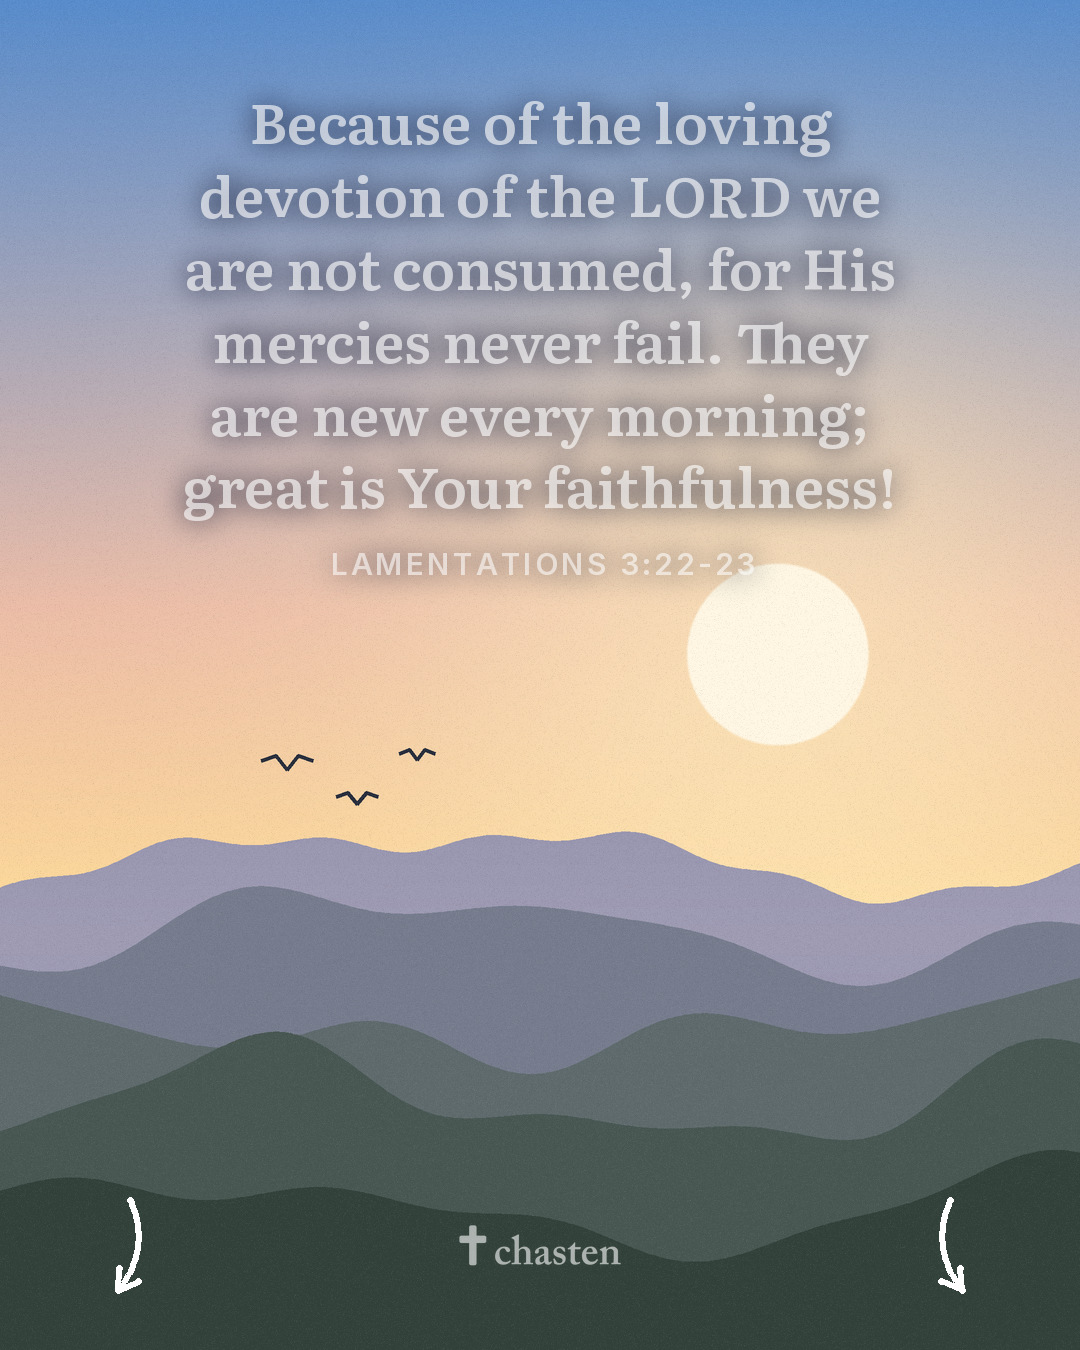 Because of the loving
devotion of the LORD we
are not consumed, for His
mercies never fail. They
are new every morning;
great is Your faithfulness!
LAMENTATIONS 3:22-23
chasten